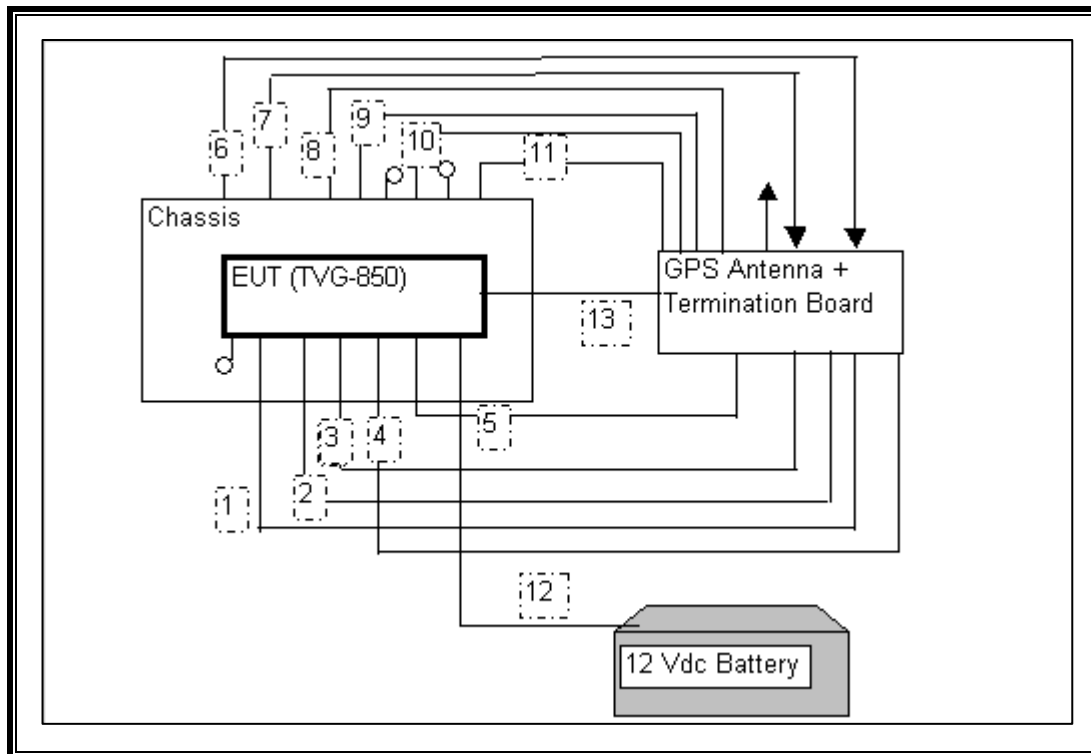 7
9
6
8
10
11
Chassis
EUT (TVG-850)
GPS Antenna +
Termination Board
13
3
4
5
1
2
12
12 Vdc Battery